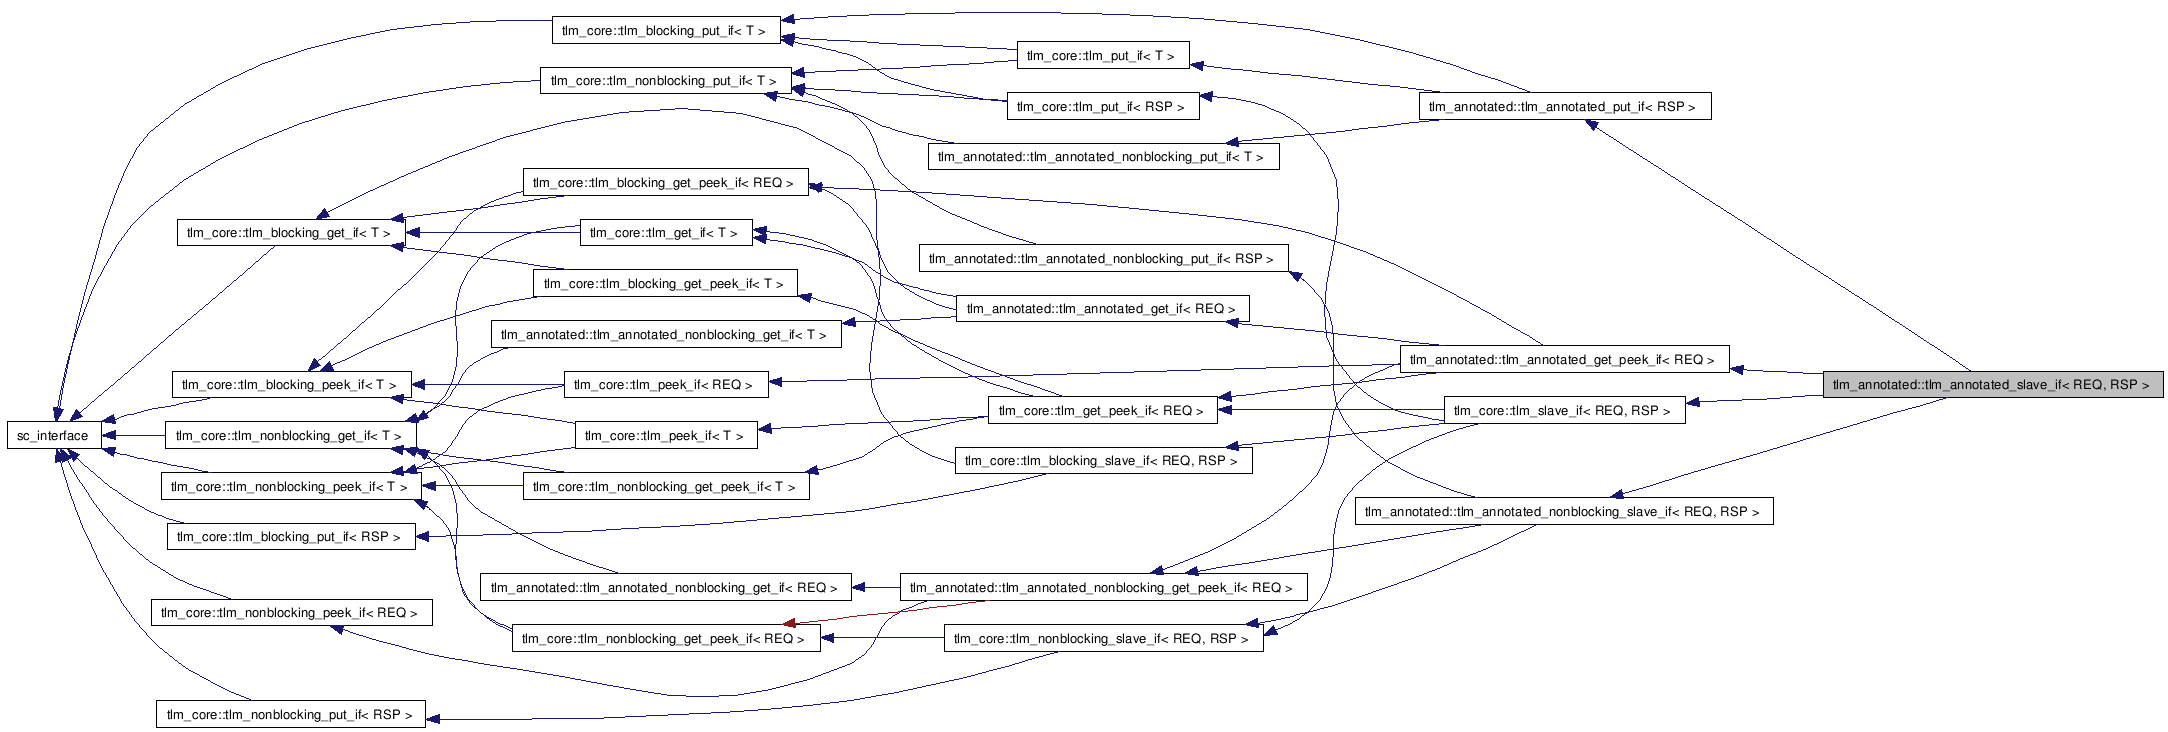 tlm_core::tlm_blocking_put_if< T >
tlm_core::tlm_put_if< T >
tlm_core::tlm_nonblocking_put_if< T >
tlm_core::tlm_put_if< RSP >
tlm_annotated::tlm_annotated_put_if< RSP >
tlm_annotated::tlm_annotated_nonblocking_put_if< T >
tlm_core::tlm_blocking_get_peek_if< REQ >
tlm_core::tlm_blocking_get_if< T >
tlm_core::tlm_get_if< T >
tlm_annotated::tlm_annotated_nonblocking_put_if< RSP >
tlm_core::tlm_blocking_get_peek_if< T >
tlm_annotated::tlm_annotated_get_if< REQ >
tlm_annotated::tlm_annotated_nonblocking_get_if< T >
tlm_annotated::tlm_annotated_get_peek_if< REQ >
tlm_core::tlm_blocking_peek_if< T >
tlm_core::tlm_peek_if< REQ >
tlm_annotated::tlm_annotated_slave_if< REQ, RSP >
tlm_core::tlm_get_peek_if< REQ >
tlm_core::tlm_slave_if< REQ, RSP >
sc_interface
tlm_core::tlm_nonblocking_get_if< T >
tlm_core::tlm_peek_if< T >
tlm_core::tlm_blocking_slave_if< REQ, RSP >
tlm_core::tlm_nonblocking_peek_if< T >
tlm_core::tlm_nonblocking_get_peek_if< T >
tlm_annotated::tlm_annotated_nonblocking_slave_if< REQ, RSP >
tlm_core::tlm_blocking_put_if< RSP >
tlm_annotated::tlm_annotated_nonblocking_get_if< REQ >
tlm_annotated::tlm_annotated_nonblocking_get_peek_if< REQ >
tlm_core::tlm_nonblocking_peek_if< REQ >
tlm_core::tlm_nonblocking_get_peek_if< REQ >
tlm_core::tlm_nonblocking_slave_if< REQ, RSP >
tlm_core::tlm_nonblocking_put_if< RSP >